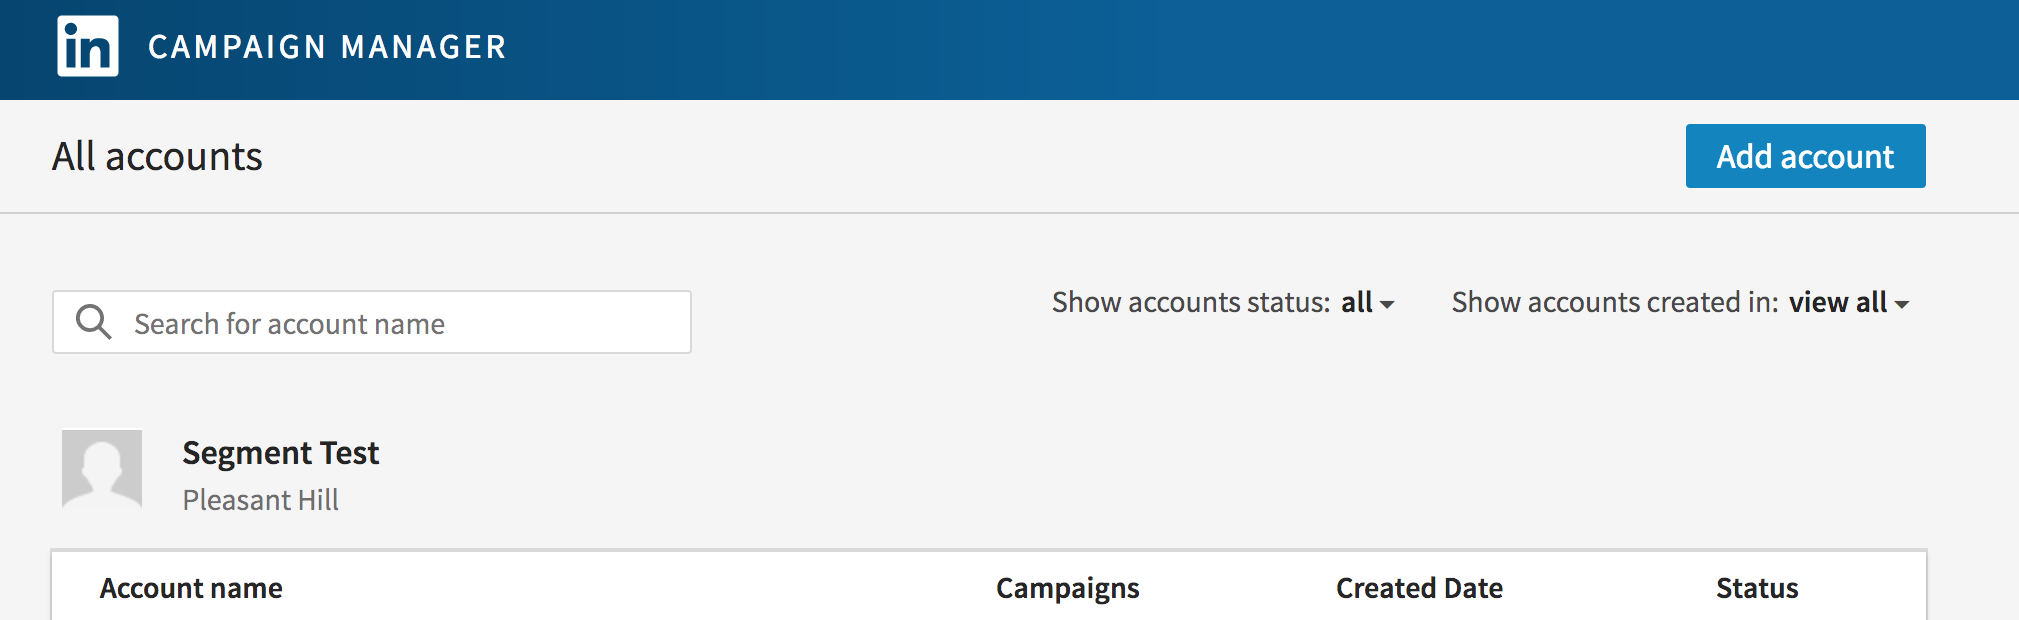 in CAMPAIGN MANAGER
All accounts
Add account
Search for account name
Show accounts status: all
Show accounts created in: view all
Segment Test
Pleasant Hill
Account name Campaigns Created Date Status